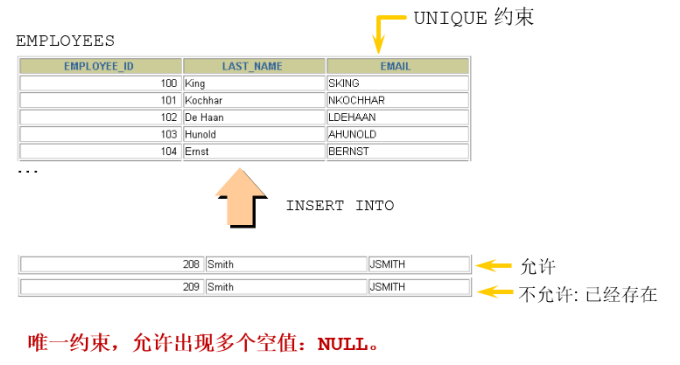 UNIQUE 约束
EMPLOYEES
EMPLOYEE_ID LAST_NAME EMAIL
100 King SKING
101 Kochhar NKOCHHAR
102 De Haan LDEHAAN
103 Hunold AHUNOLD
104 Ernst BERNST
...
INSERT INTO
208 Smith JSMITH 允许
209 Smith JSMITH 不允许: 已经存在
唯一约束，允许出现多个空值：NULL。